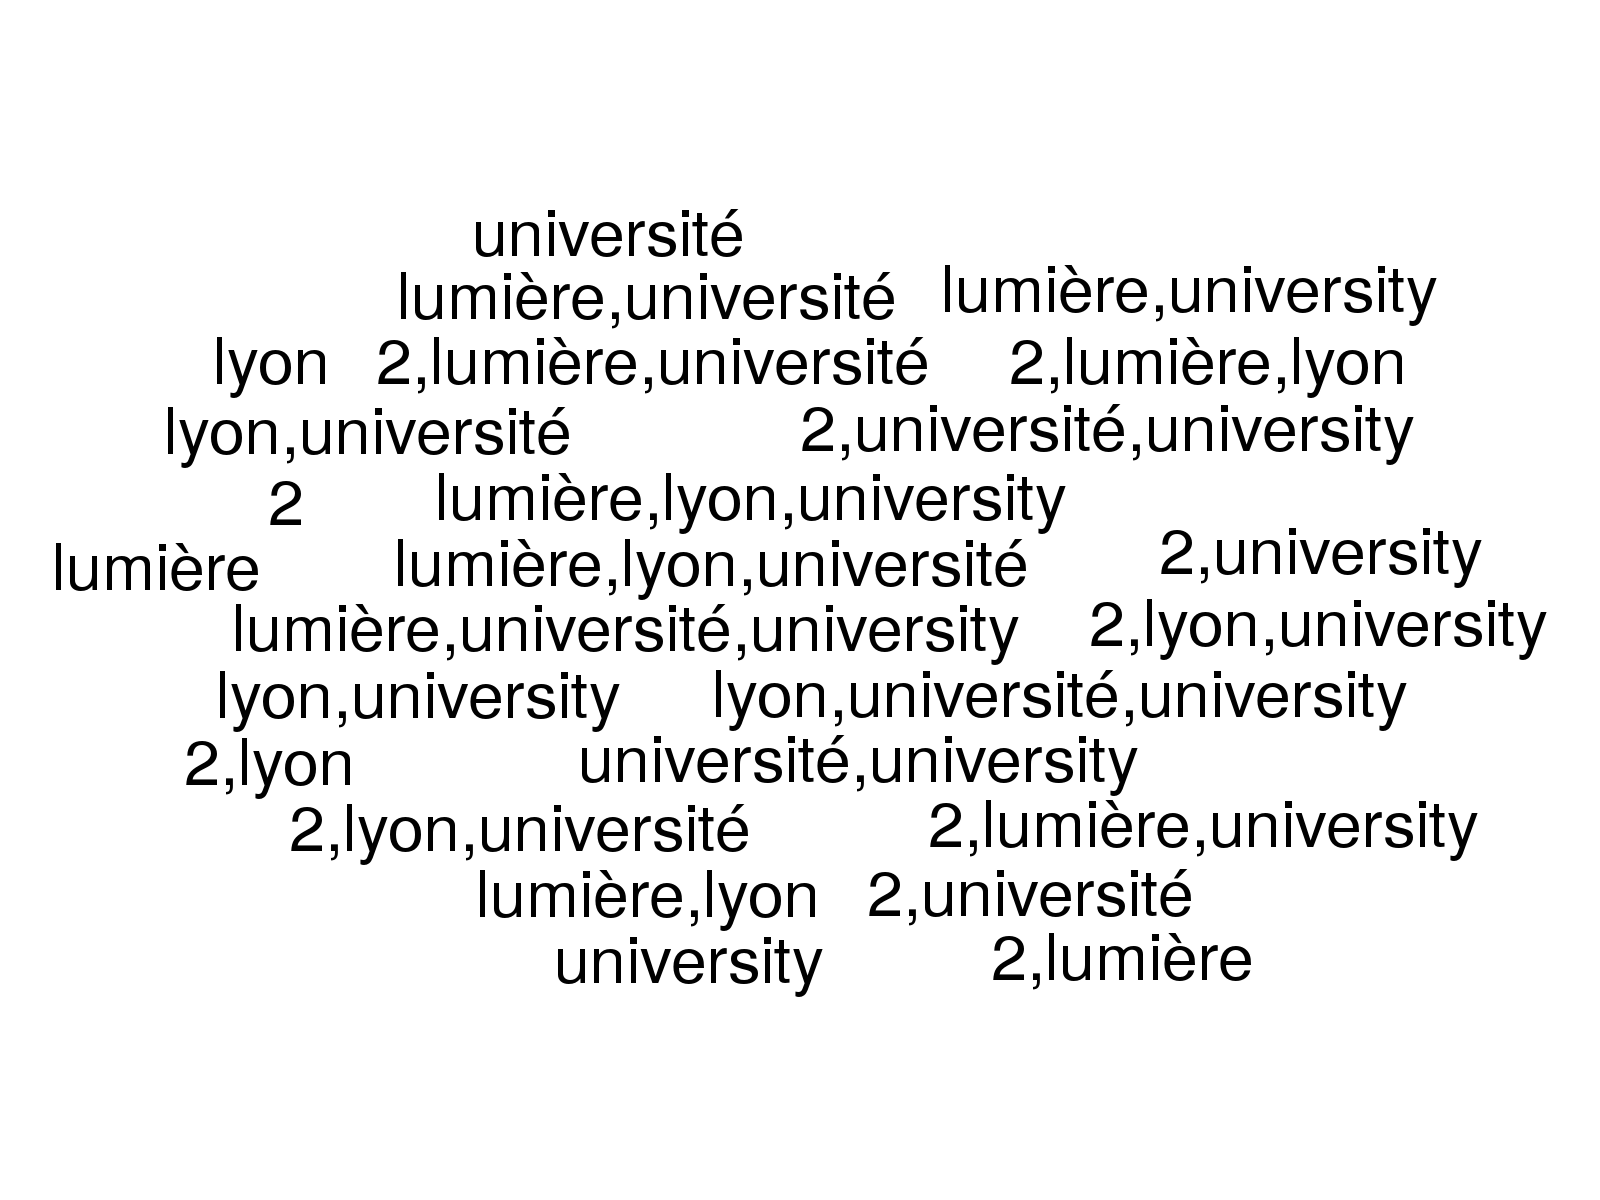 université
lumière,université lumière,university
lyon 2,lumière,université 2,lumière,lyon
lyon,université 2,université,university
2 lumière,lyon,university
lumière lumière,lyon,université 2,university
lumière,université,university 2,lyon,university
lyon,university lyon,université,university
2,lyon université,university
2,lyon,université 2,lumière,university
lumière,lyon 2,université
university 2,lumière